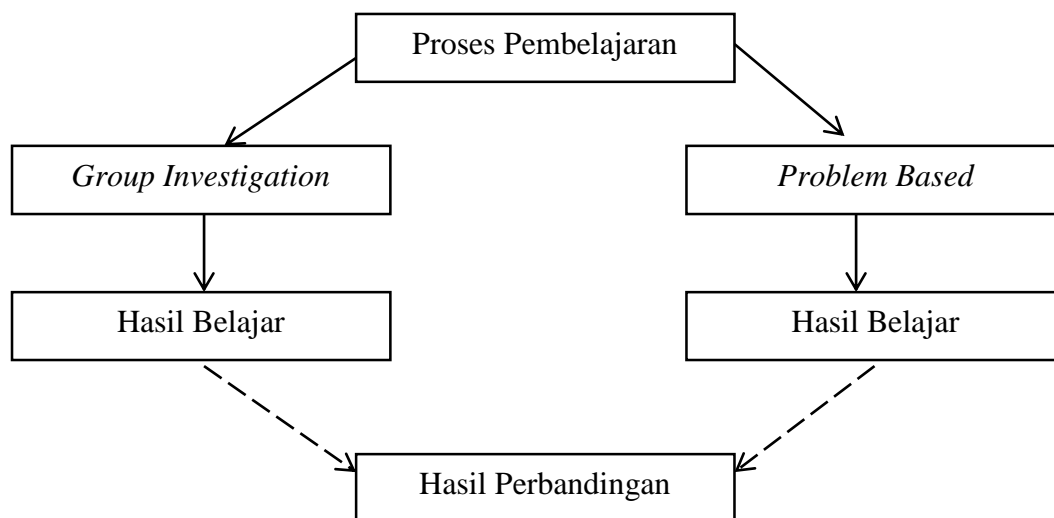 Proses Pembelajaran
Group Investigation
Problem Based
Hasil Belajar
Hasil Belajar
Hasil Perbandingan